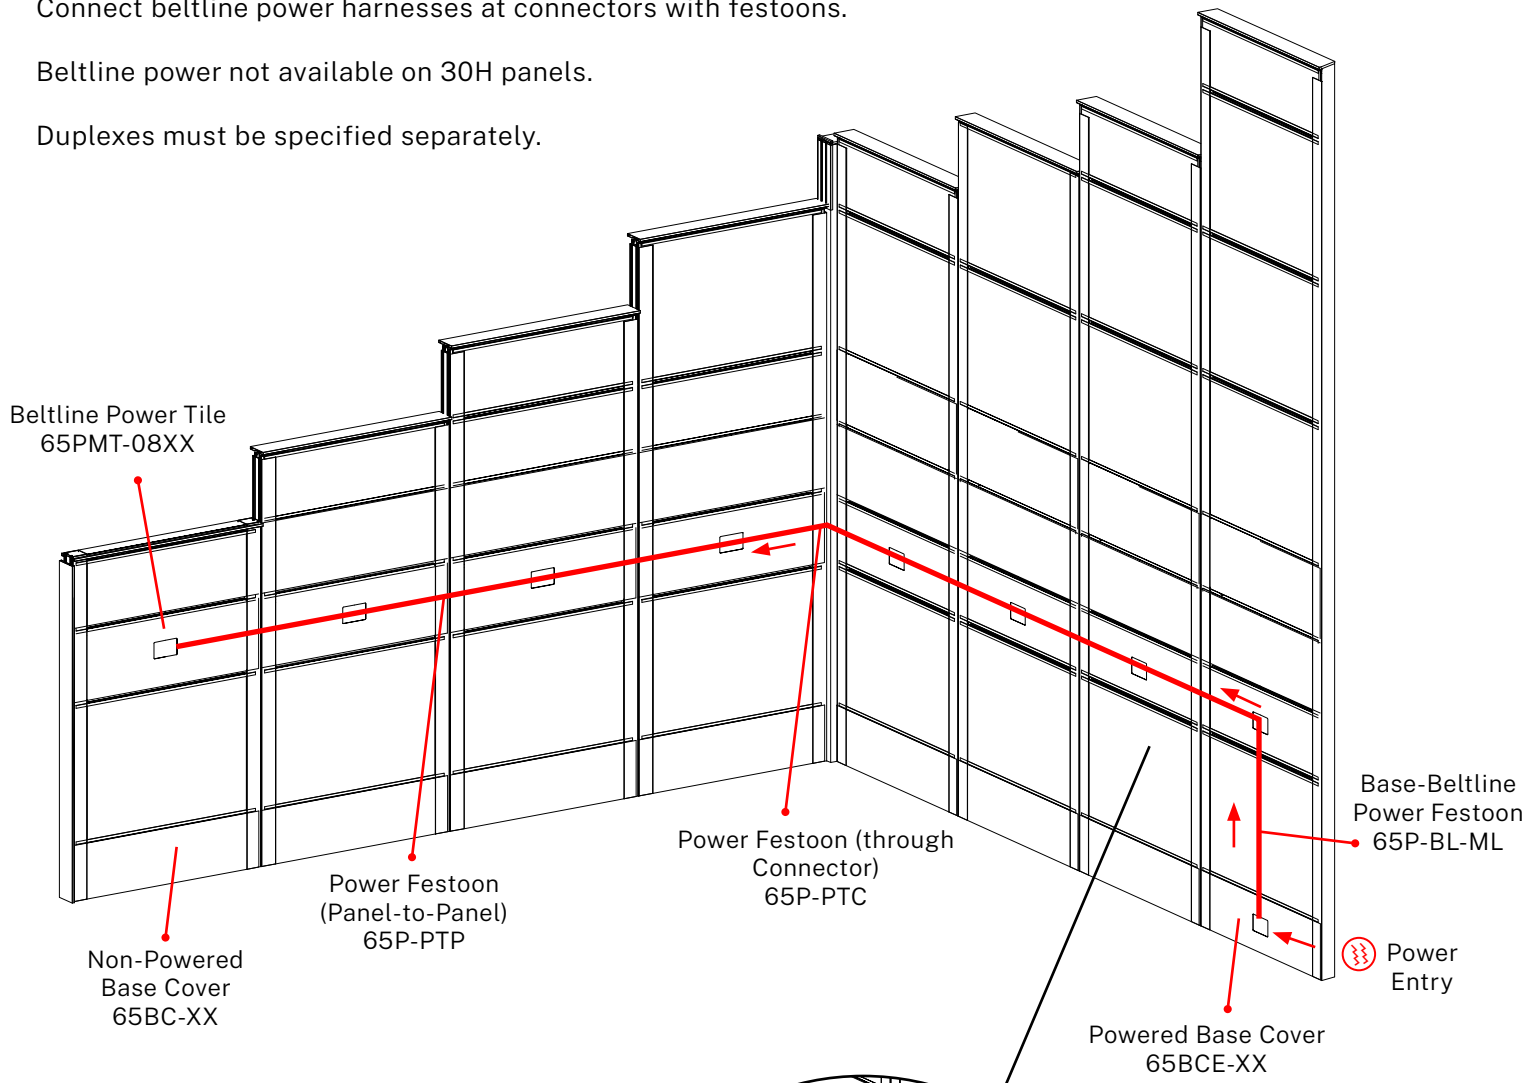 Connect beltline power harnesses at connectors with festoons.
Beltline power not available on 30H panels.
Duplexes must be specified separately.
Beltline Power Tile
65PMT-08XX
Base-Beltline
Power Festoon
65P-BL-ML
Power Festoon (through
Connector)
65P-PTC
Power Festoon
(Panel-to-Panel)
65P-PTP
Non-Powered
Base Cover
65BC-XX
Power
Entry
Powered Base Cover
65BCE-XX